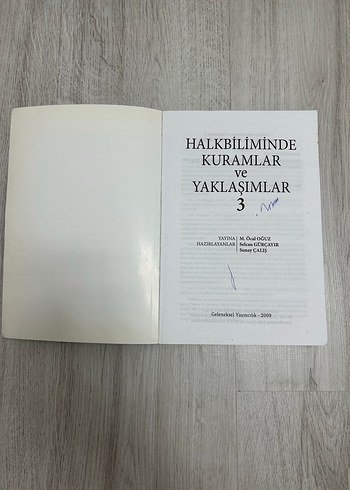 HALKBİLİMİNDE
KURAMLAR
ve
YAKLAŞIMLAR
3
YAYINA HAZIRLAYANLAR
M. Öcal OĞUZ
Selcan GÜRÇAYIR
Sunay ÇALIŞ
Geleneksel Yayıncılık - 2009